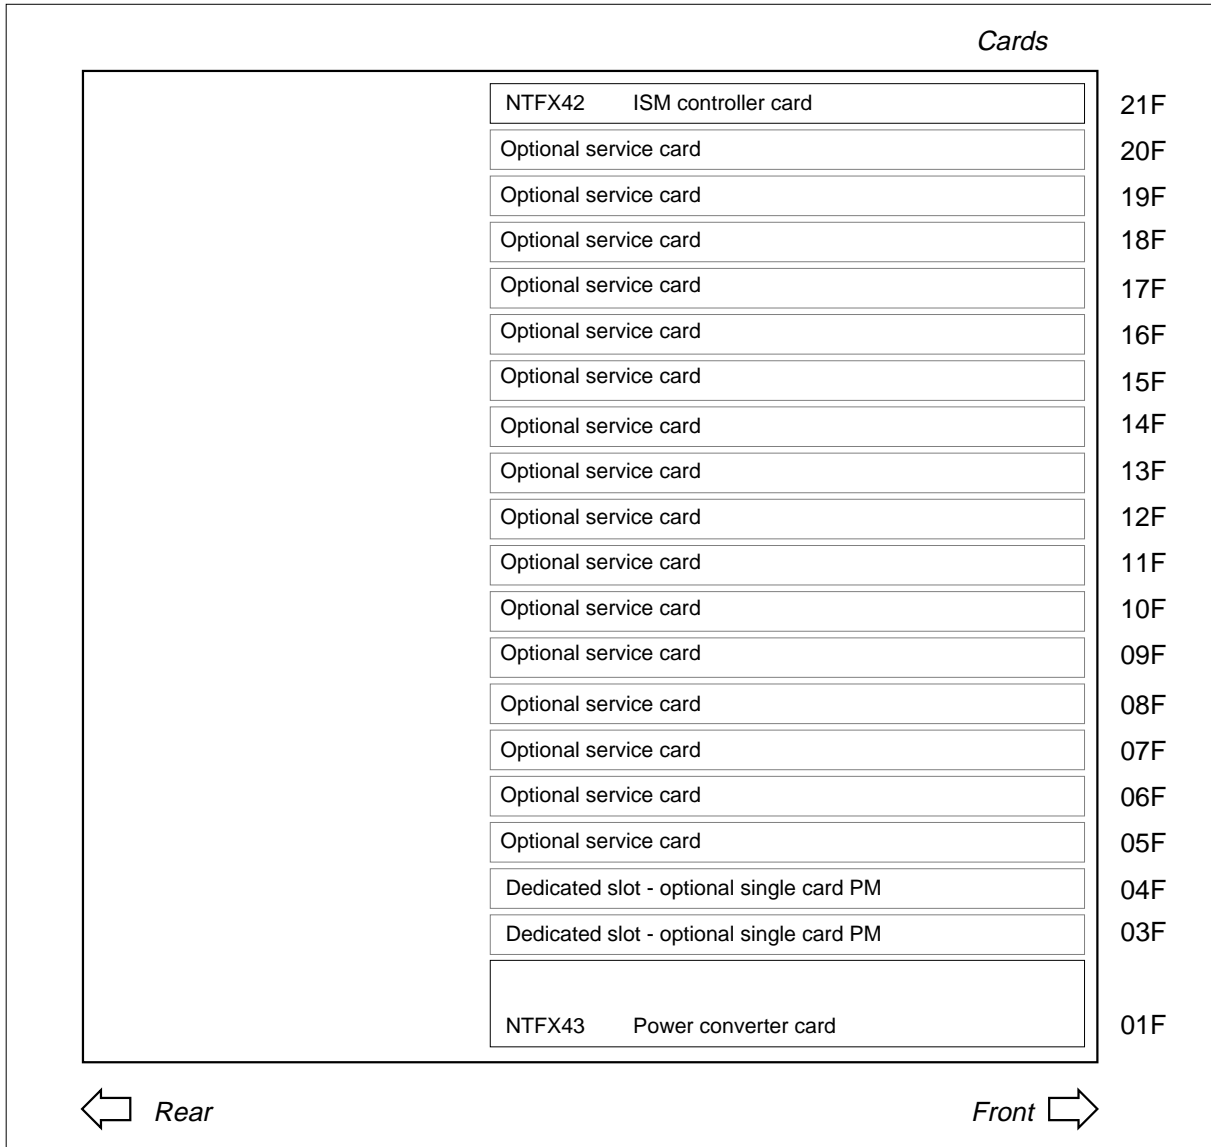 Cards
NTFX42 ISM controller card 21F
Optional service card 20F
Optional service card 19F
Optional service card 18F
Optional service card 17F
Optional service card 16F
Optional service card 15F
Optional service card 14F
Optional service card 13F
Optional service card 12F
Optional service card 11F
Optional service card 10F
Optional service card 09F
Optional service card 08F
Optional service card 07F
Optional service card 06F
Optional service card 05F
Dedicated slot - optional single card PM 04F
Dedicated slot - optional single card PM 03F
NTFX43 Power converter card 01F
Rear Front